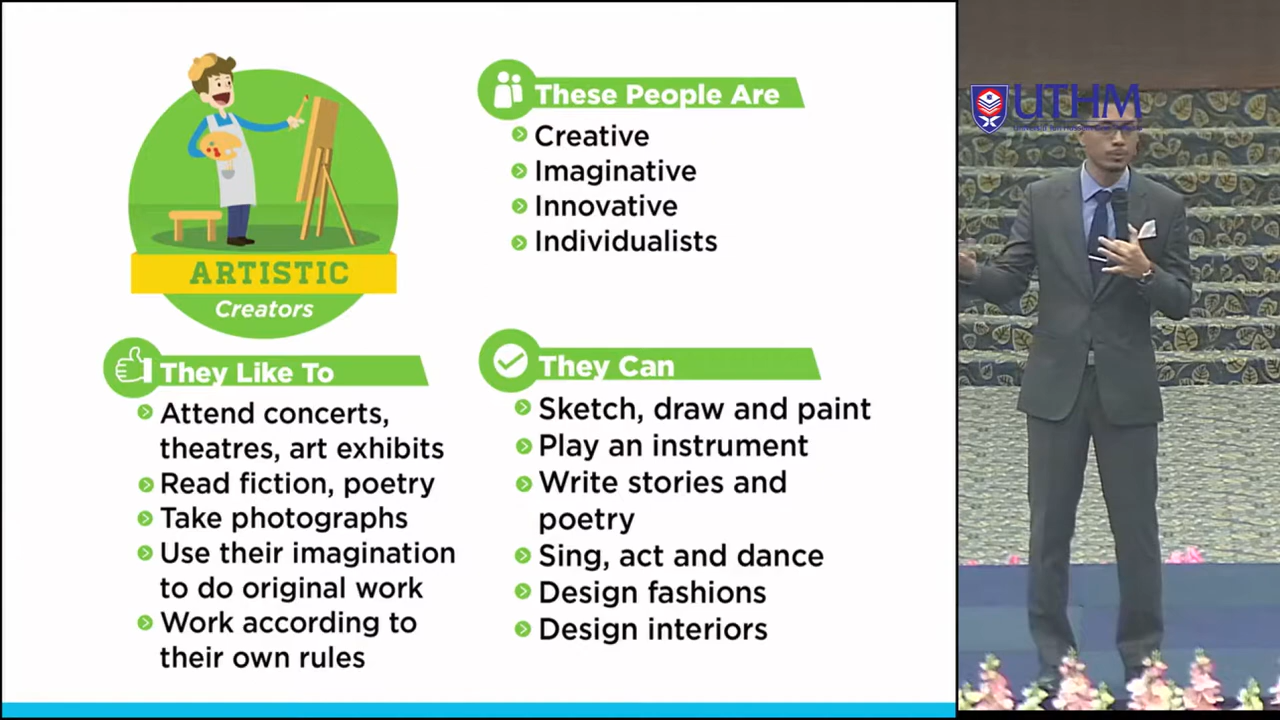 ARTISTIC
Creators
These People Are
Creative
Imaginative
Innovative
Individualists
They Like To
Attend concerts,
theatres, art exhibits
Read fiction, poetry
Take photographs
Use their imagination
to do original work
Work according to
their own rules
They Can
Sketch, draw and paint
Play an instrument
Write stories and
poetry
Sing, act and dance
Design fashions
Design interiors
UTHM